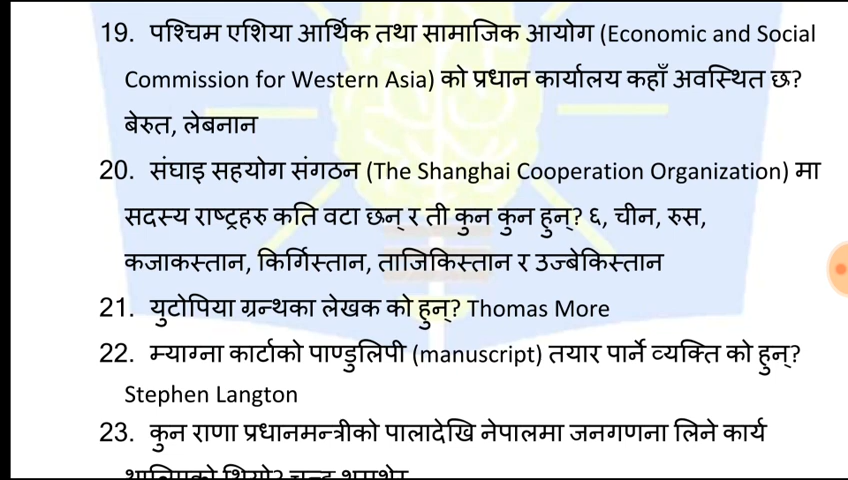 19. पश्चिम एशिया आर्थिक तथा सामाजिक आयोग (Economic and Social
Commission for Western Asia) को प्रधान कार्यालय कहाँ अवस्थित छ?
बेरुत, लेबनान
20. संघाइ सहयोग संगठन (The Shanghai Cooperation Organization) मा
सदस्य राष्ट्रहरु कति वटा छन् र ती कुन कुन हुन्? ६, चीन, रुस,
कजाकस्तान, किर्गिस्तान, ताजिकिस्तान र उज्बेकिस्तान
21. युटोपिया ग्रन्थका लेखक को हुन्? Thomas More
22. म्याग्ना कार्टाको पाण्डुलिपी (manuscript) तयार पार्ने व्यक्ति को हुन्?
Stephen Langton
23. कुन राणा प्रधानमन्त्रीको पालादेखि नेपालमा जनगणना लिने कार्य